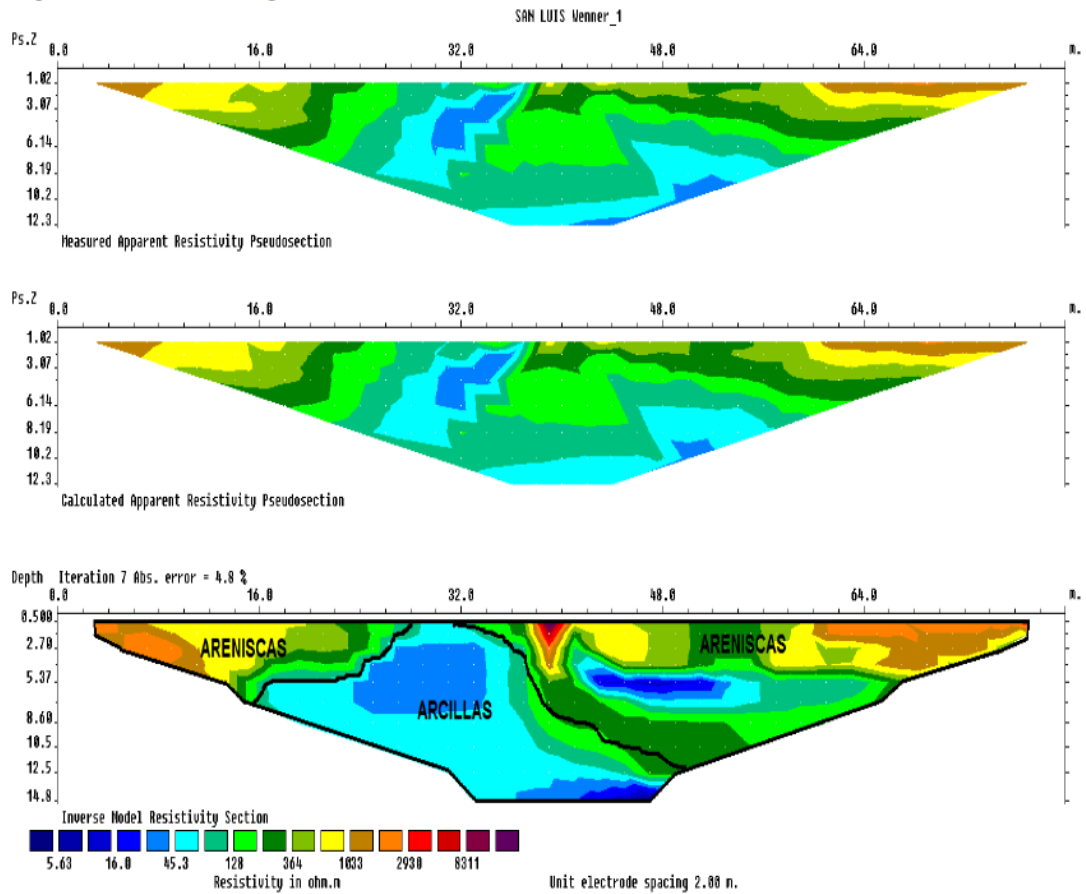 SAN LUIS Wenner_1
Ps.Z 0.0 16.0 32.0 48.0 64.0 m.
1.02
3.07
6.14
8.19
10.2
12.3
Measured Apparent Resistivity Pseudosection
Ps.Z 0.0 16.0 32.0 48.0 64.0 m.
1.02
3.07
6.14
8.19
10.2
12.3
Calculated Apparent Resistivity Pseudosection
Depth Iteration 7 Abs. error = 4.8 %
0.0 16.0 32.0 48.0 64.0 m.
0.500
2.78
ARENISCAS ARENISCAS
5.07
ARCILLAS
8.60
10.5
12.5
14.8
Inverse Model Resistivity Section
5.63 16.0 45.3 128 364 1033 2930 8311
Resistivity in ohm.m Unit electrode spacing 2.00 m.